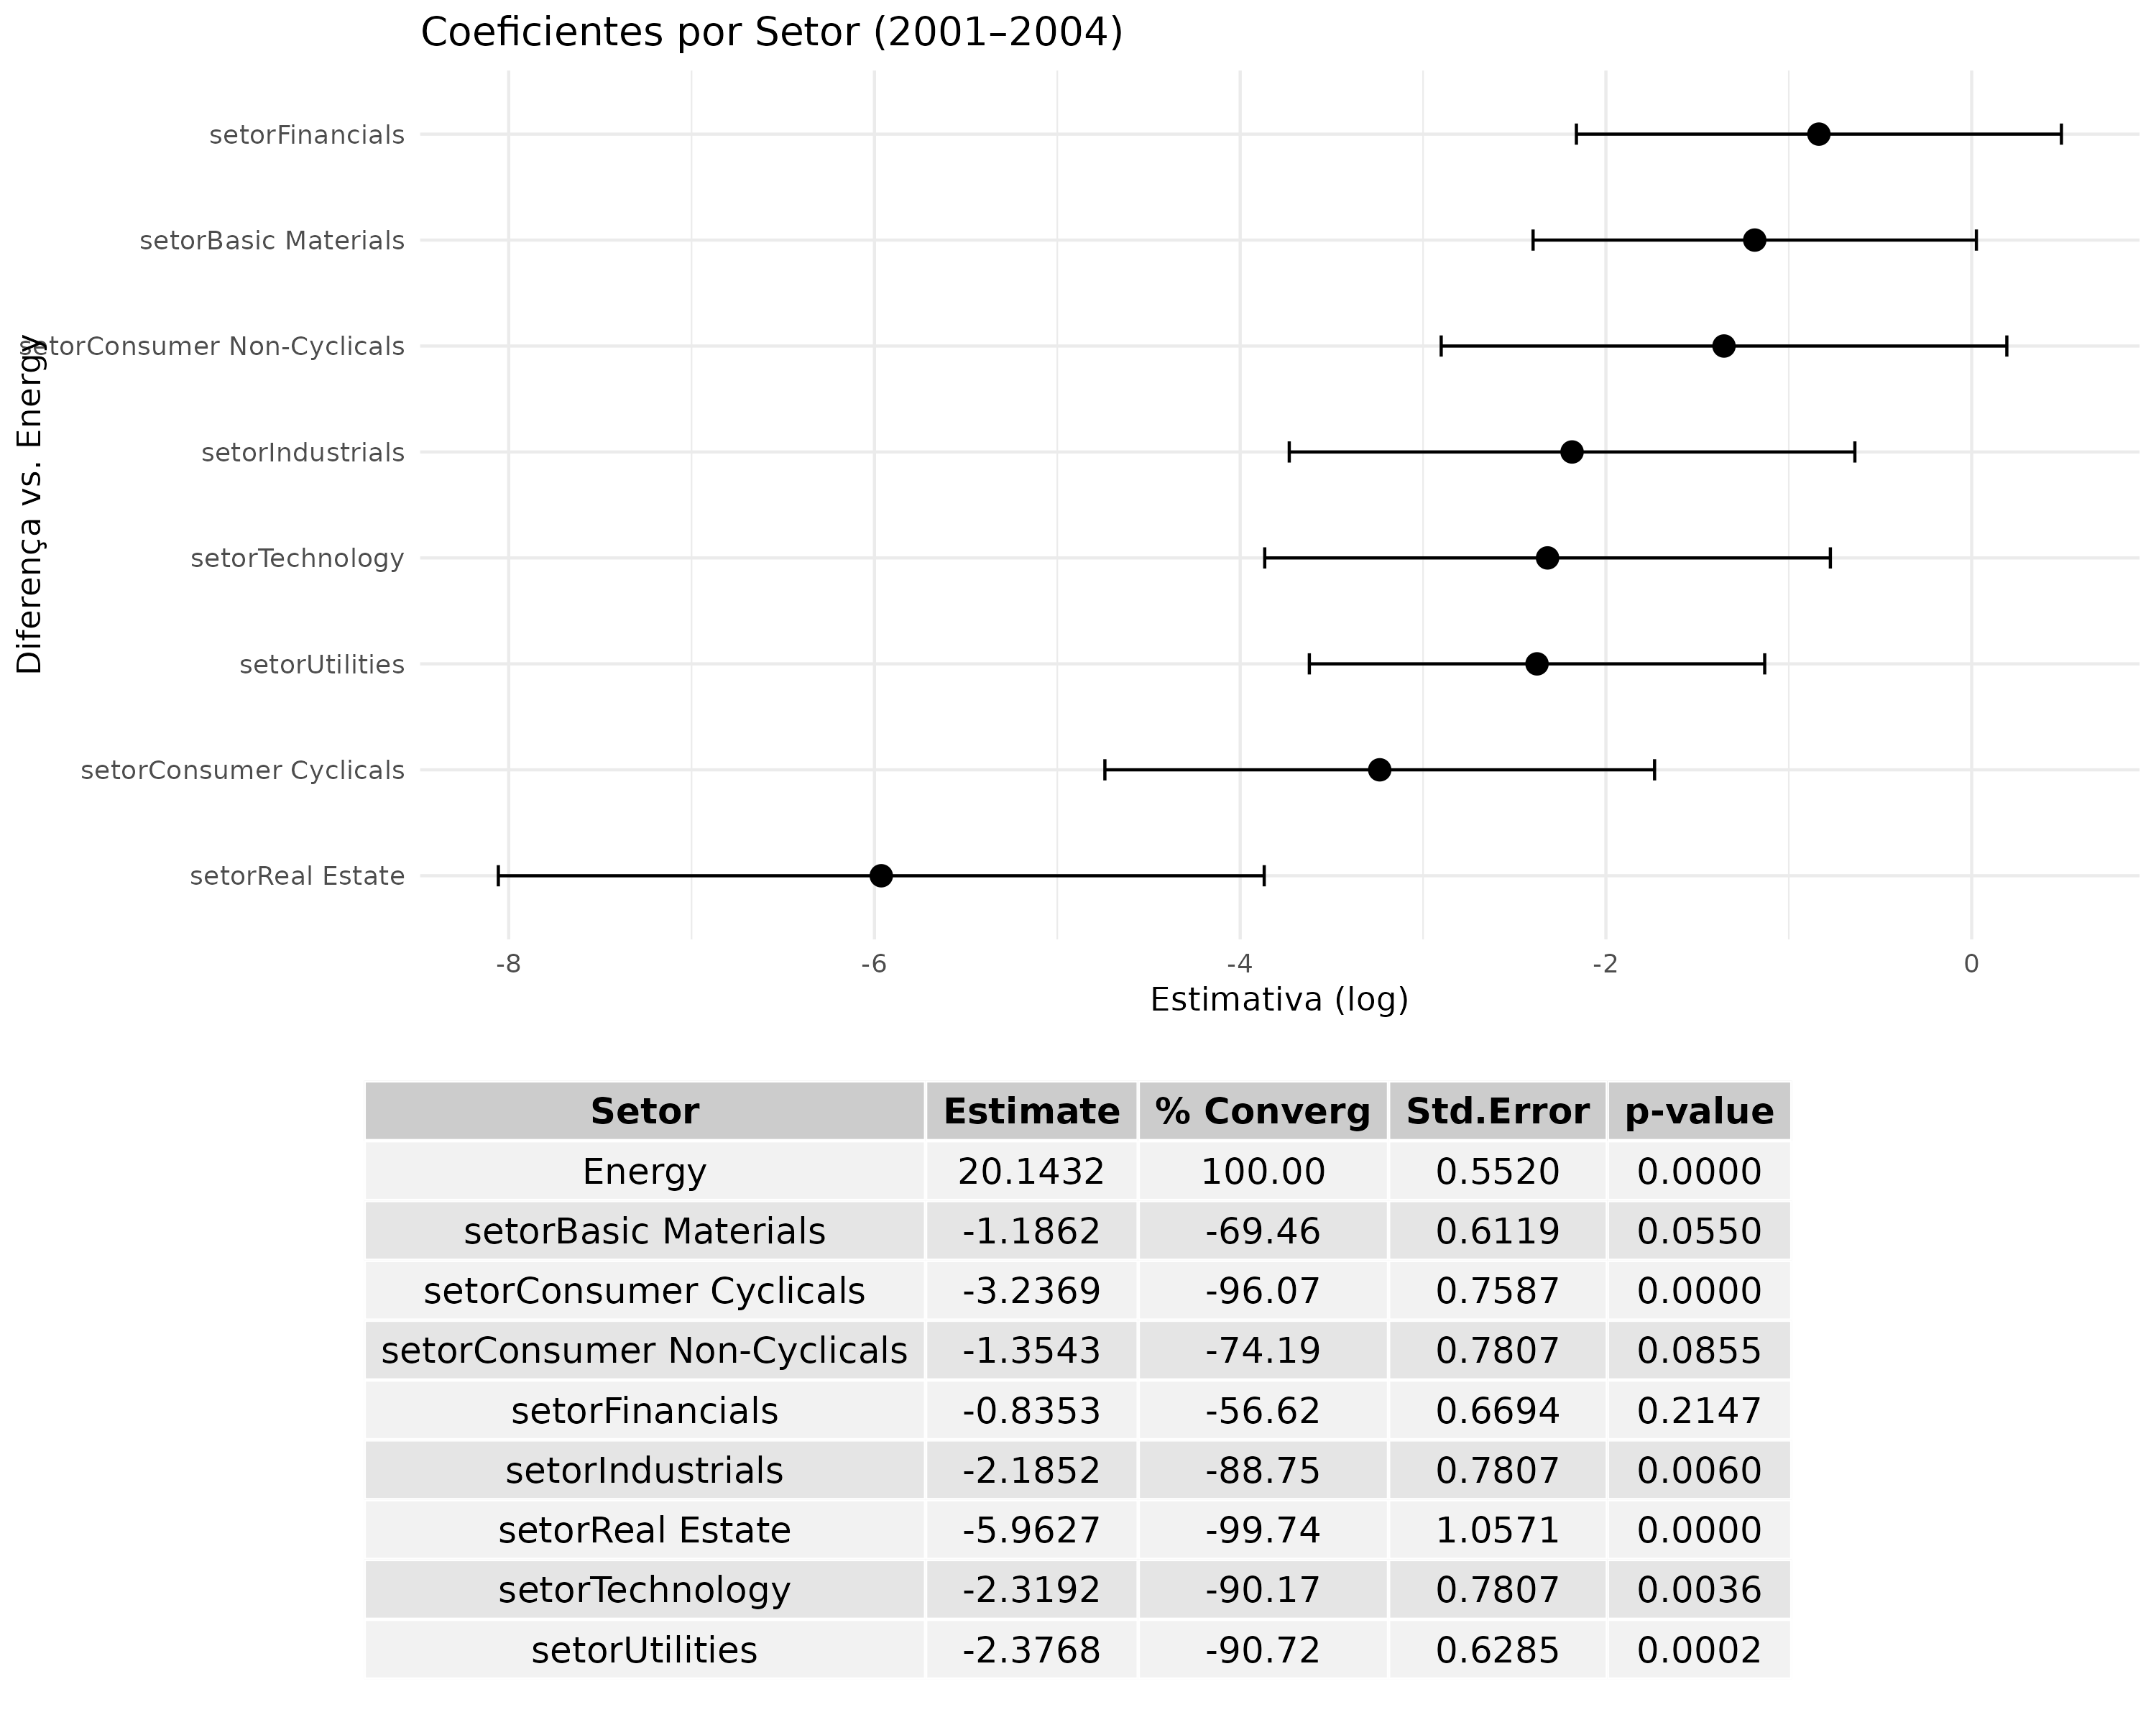 Coeficientes por Setor (2001–2004)
Diferença vs. Energy
setorFinancials
setorBasic Materials
setorConsumer Non-Cyclicals
setorIndustrials
setorTechnology
setorUtilities
setorConsumer Cyclicals
setorReal Estate
-8 -6 -4 -2 0
Estimativa (log)
Setor Estimate % Converg Std.Error p-value
Energy 20.1432 100.00 0.5520 0.0000
setorBasic Materials -1.1862 -69.46 0.6119 0.0550
setorConsumer Cyclicals -3.2369 -96.07 0.7587 0.0000
setorConsumer Non-Cyclicals -1.3543 -74.19 0.7807 0.0855
setorFinancials -0.8353 -56.62 0.6694 0.2147
setorIndustrials -2.1852 -88.75 0.7807 0.0060
setorReal Estate -5.9627 -99.74 1.0571 0.0000
setorTechnology -2.3192 -90.17 0.7807 0.0036
setorUtilities -2.3768 -90.72 0.6285 0.0002